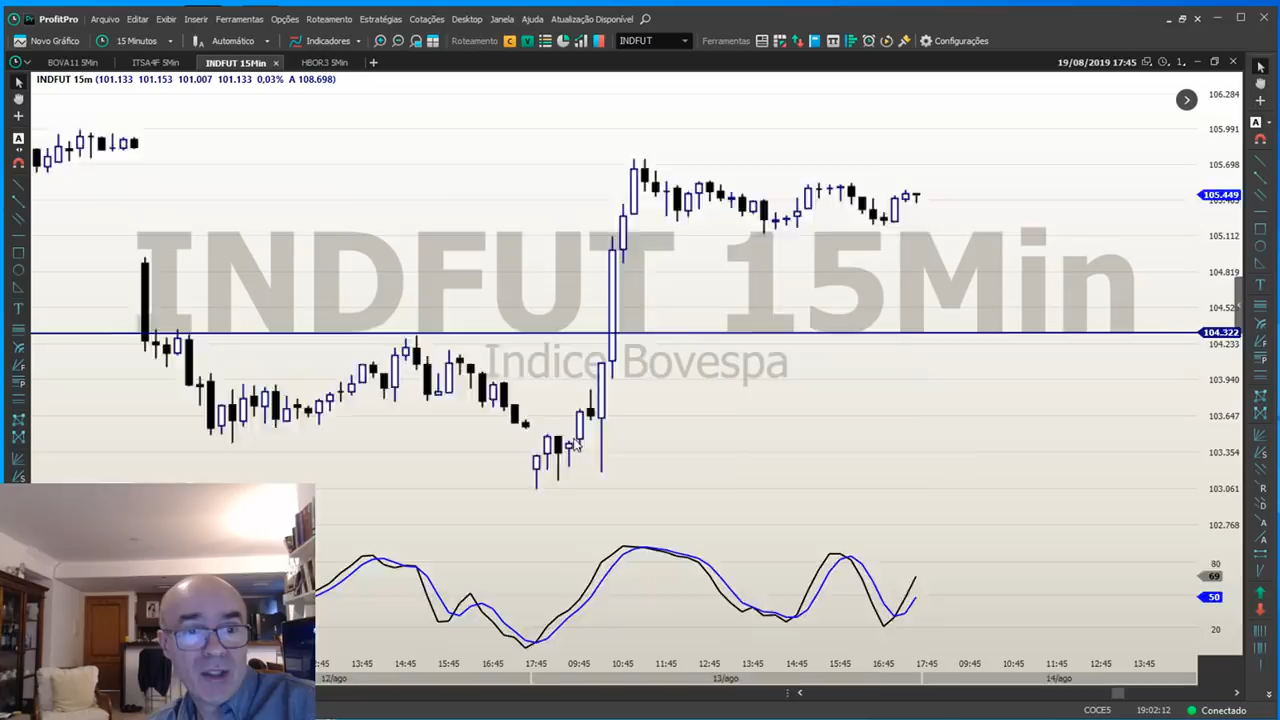 ProfitPro Arquivo Editar Exibir Inserir Ferramentas Opções Roteamento Estratégias Cotações Desktop Janela Ajuda Atualização Disponível
Novo Gráfico 15 Minutos Automático Indicadores Roteamento INDFUT Ferramentas Configurações
BOVA11 5Min ITSA4F 5Min INDFUT 15Min HBOR3 5Min 19/08/2019 17:45
INDFUT 15m (101.133 101.153 101.007 101.133 0,03% A 108.698)
106.284
105.991
105.698
105.449
105.112
104.819
104.322
104.233
103.940
103.647
103.354
103.061
102.768
INDFUT 15Min
Indice Bovespa
80
69
50
20
13:45 14:45 15:45 16:45 17:45 09:45 10:45 11:45 12:45 13:45 14:45 15:45 16:45 17:45 09:45 10:45 11:45 12:45 13:45
12/ago 13/ago 14/ago
COCE5 19:02:12 Conectado